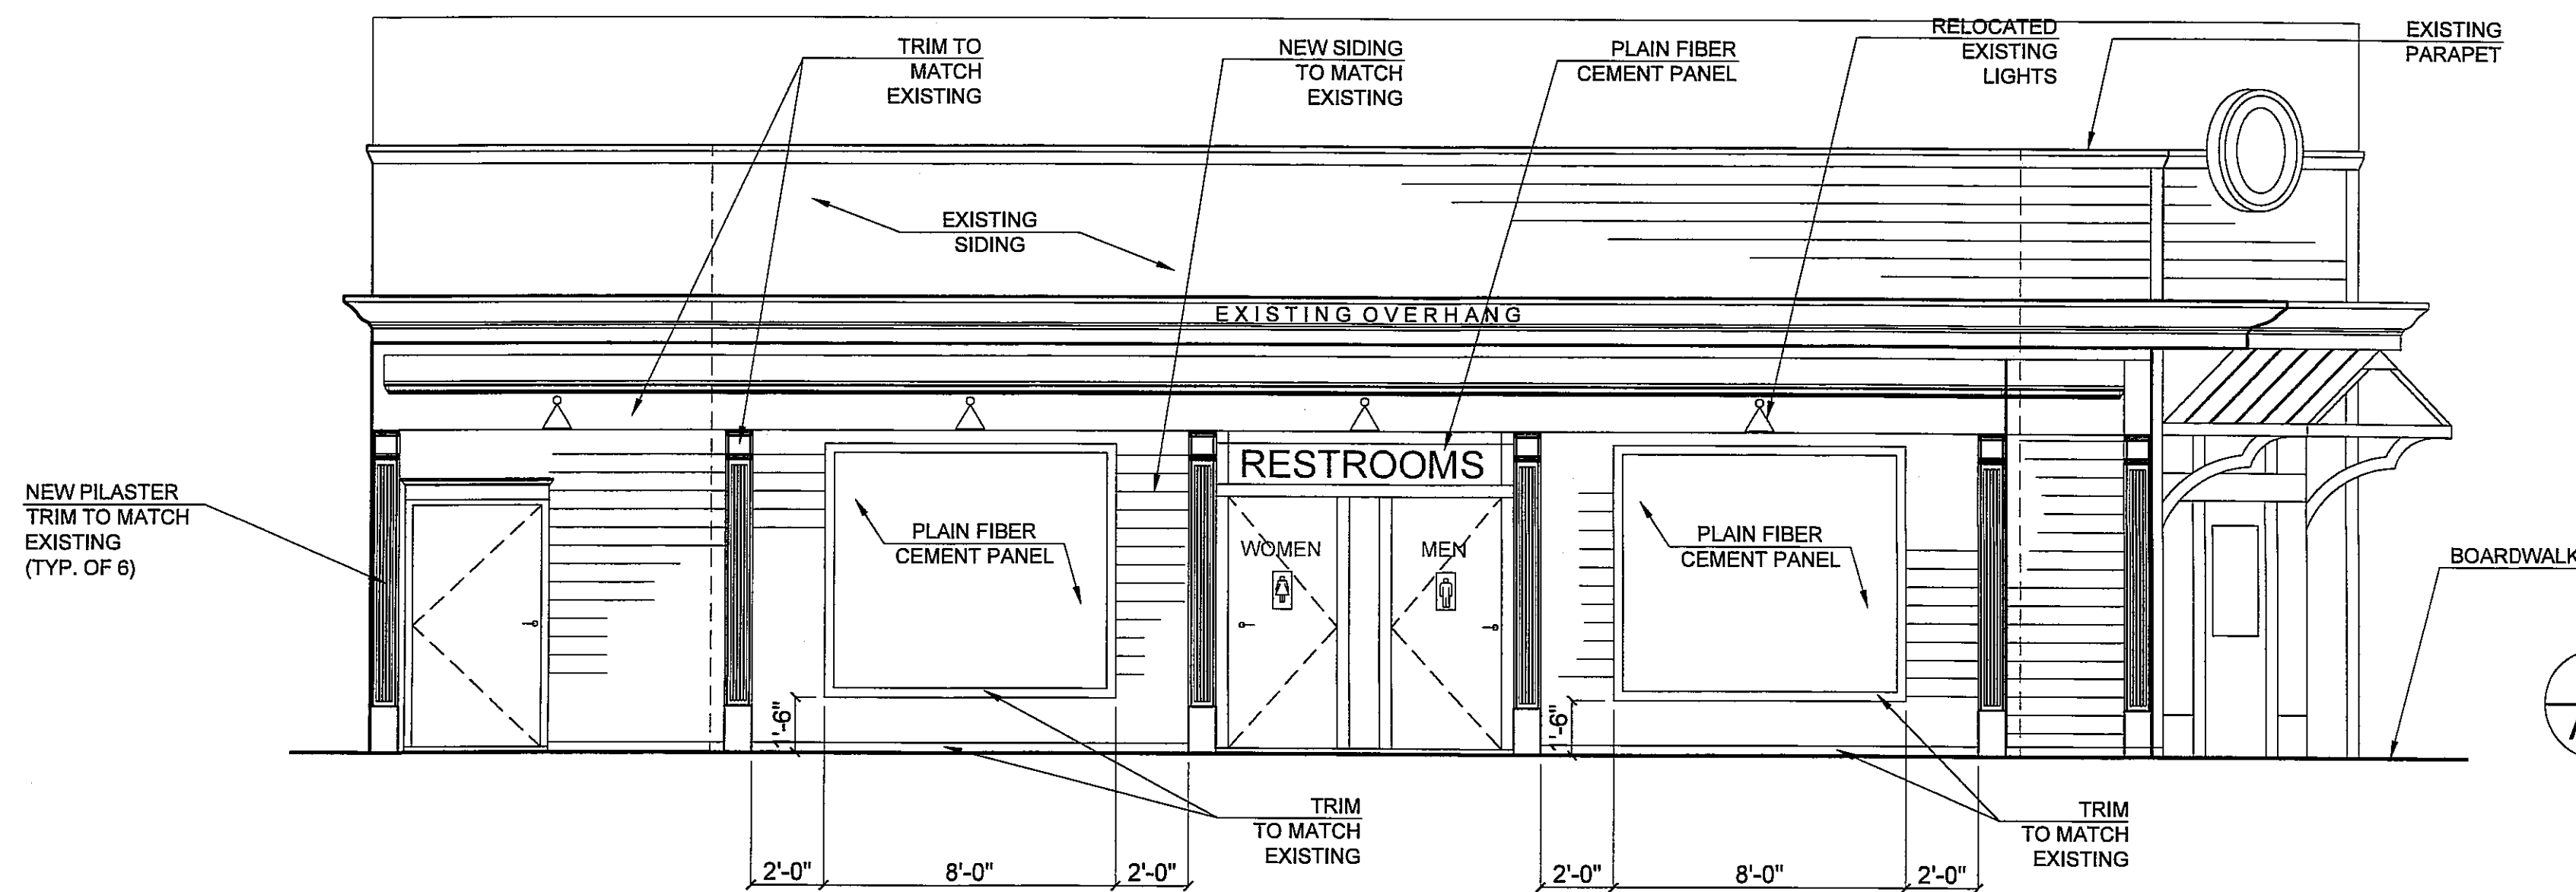 TRIM TO
MATCH
EXISTING
NEW SIDING
TO MATCH
EXISTING
PLAIN FIBER
CEMENT PANEL
RELOCATED
EXISTING
LIGHTS
EXISTING
PARAPET
EXISTING
SIDING
EXISTING OVERHANG
NEW PILASTER
TRIM TO MATCH
EXISTING
(TYP. OF 6)
PLAIN FIBER
CEMENT PANEL
RESTROOMS
WOMEN
MEN
PLAIN FIBER
CEMENT PANEL
BOARDWALK
1'-6"
1'-6"
TRIM
TO MATCH
EXISTING
TRIM
TO MATCH
EXISTING
2'-0"
8'-0"
2'-0"
2'-0"
8'-0"
2'-0"